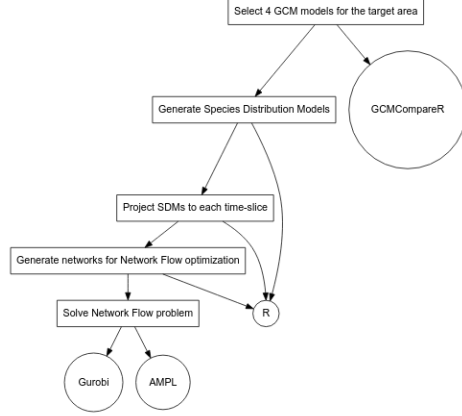 Select 4 GCM models for the target area
GCMCompareR
Generate Species Distribution Models
Project SDMs to each time-slice
Generate networks for Network Flow optimization
Solve Network Flow problem
R
Gurobi
AMPL